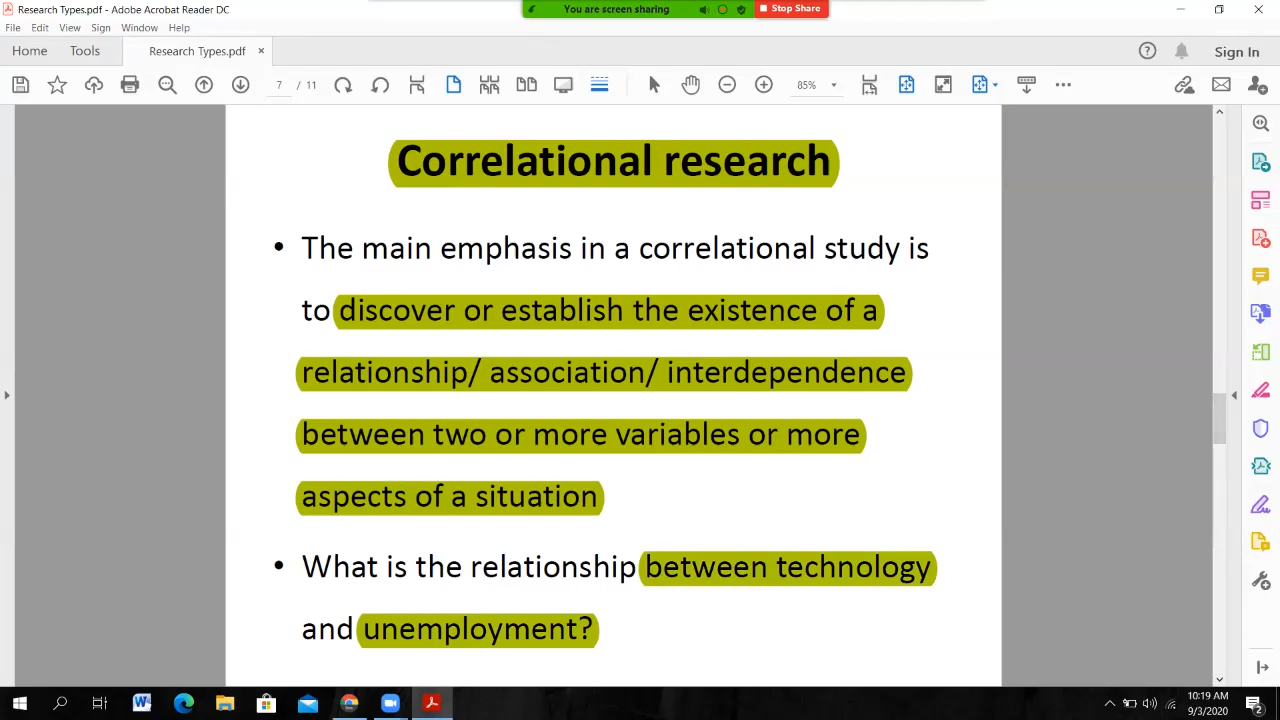 Research Types.pdf - Adobe Acrobat Reader DC
You are screen sharing
Stop Share
File Edit View Sign Window Help
Home Tools Research Types.pdf × Sign In
7 / 11 85%
Correlational research
• The main emphasis in a correlational study is
to discover or establish the existence of a
relationship/ association/ interdependence
between two or more variables or more
aspects of a situation
• What is the relationship between technology
and unemployment?
10:19 AM
9/3/2020
2